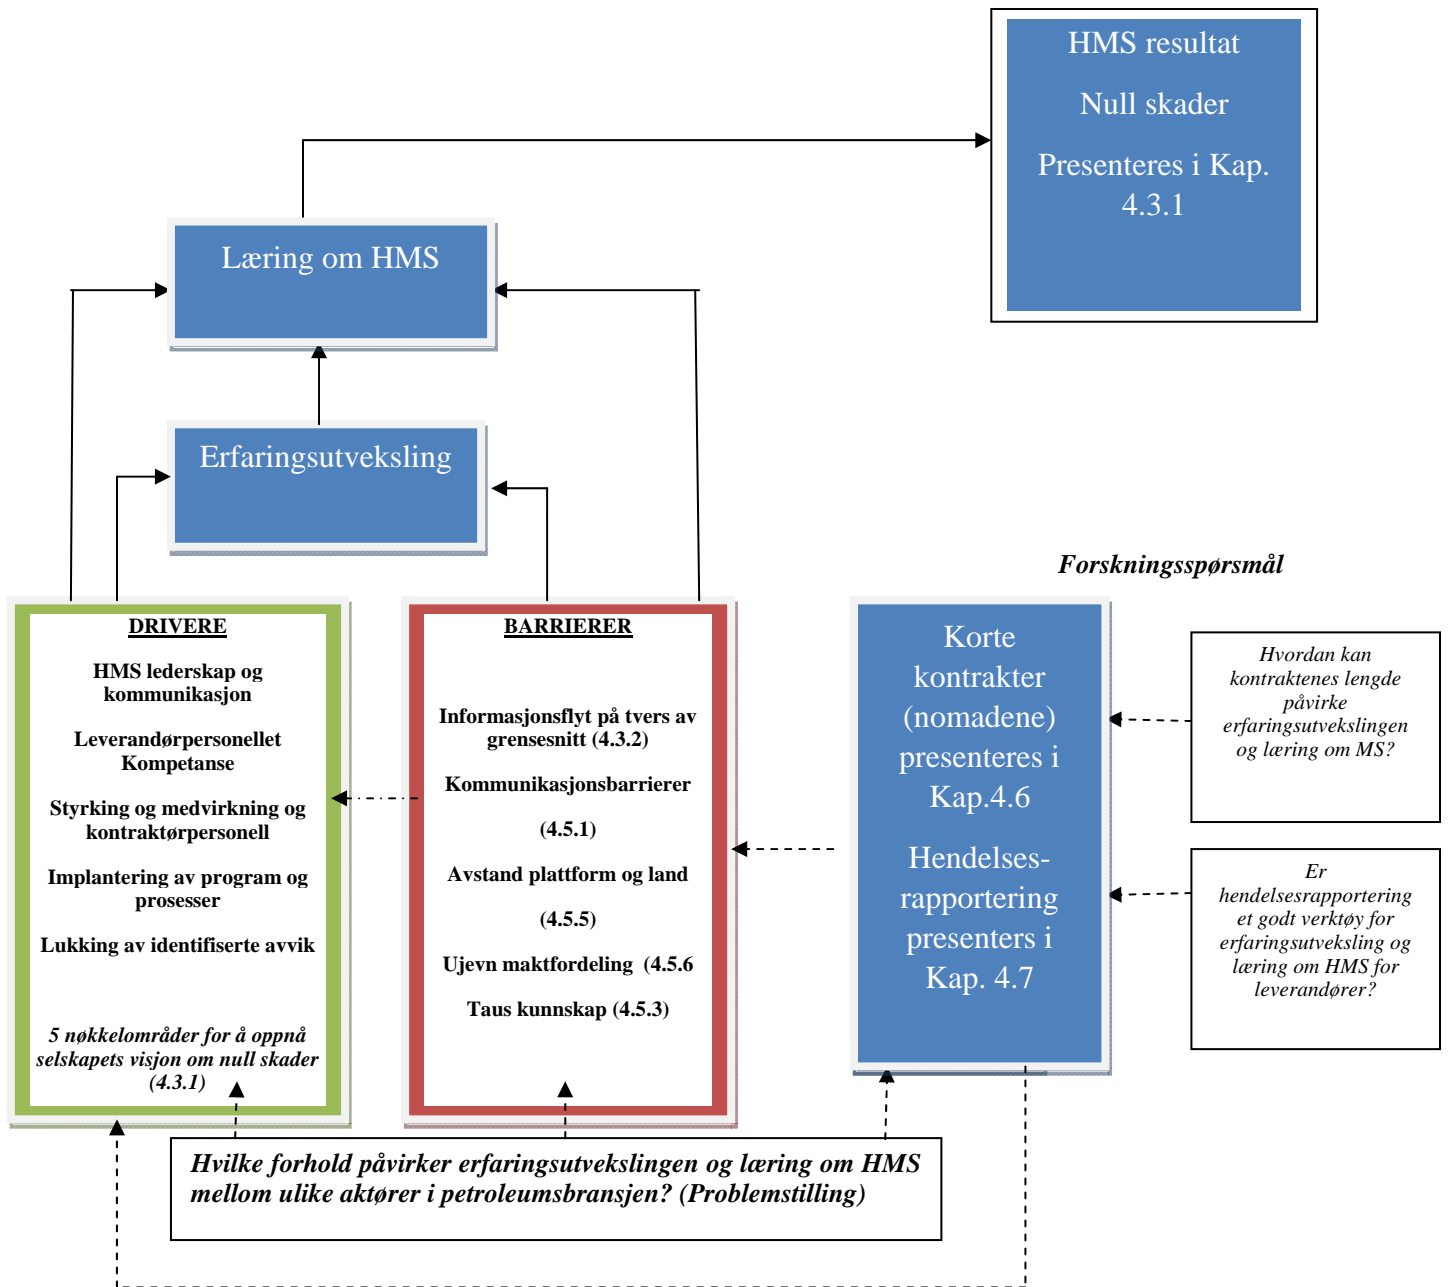 HMS resultat
Null skader
Presenteres i Kap.
4.3.1
Læring om HMS
Erfaringsutveksling
Forskningsspørsmål
DRIVERE
HMS lederskap og
kommunikasjon
Leverandørpersonellet
Kompetanse
Styrking og medvirkning og
kontraktørpersonell
Implantering av program og
prosesser
Lukking av identifiserte avvik
5 nøkkelområder for å oppnå
selskapets visjon om null skader
(4.3.1)
BARRIERER
Informasjonsflyt på tvers av
grensesnitt (4.3.2)
Kommunikasjonsbarrierer
(4.5.1)
Avstand plattform og land
(4.5.5)
Ujevn maktfordeling (4.5.6
Taus kunnskap (4.5.3)
Korte
kontrakter
(nomadene)
presenteres i
Kap.4.6
Hendelses-
rapportering
presenters i
Kap. 4.7
Hvordan kan
kontraktenes lengde
påvirke
erfaringsutvekslingen
og læring om MS?
Er
hendelsesrapportering
et godt verktøy for
erfaringsutveksling og
læring om HMS for
leverandører?
Hvilke forhold påvirker erfaringsutvekslingen og læring om HMS
mellom ulike aktører i petroleumsbransjen? (Problemstilling)